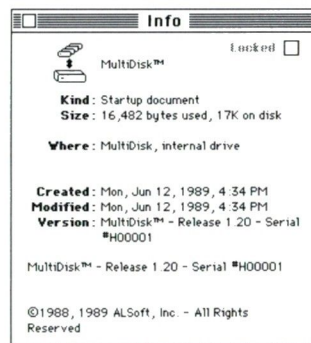 Info
Locked
MultiDisk™
Kind: Startup document
Size: 16,482 bytes used, 17K on disk
Where: MultiDisk, internal drive
Created: Mon, Jun 12, 1989, 4:34 PM
Modified: Mon, Jun 12, 1989, 4:34 PM
Version: MultiDisk™ - Release 1.20 - Serial
#H00001
MultiDisk™ - Release 1.20 - Serial #H00001
©1988, 1989 ALSoft, Inc. - All Rights
Reserved